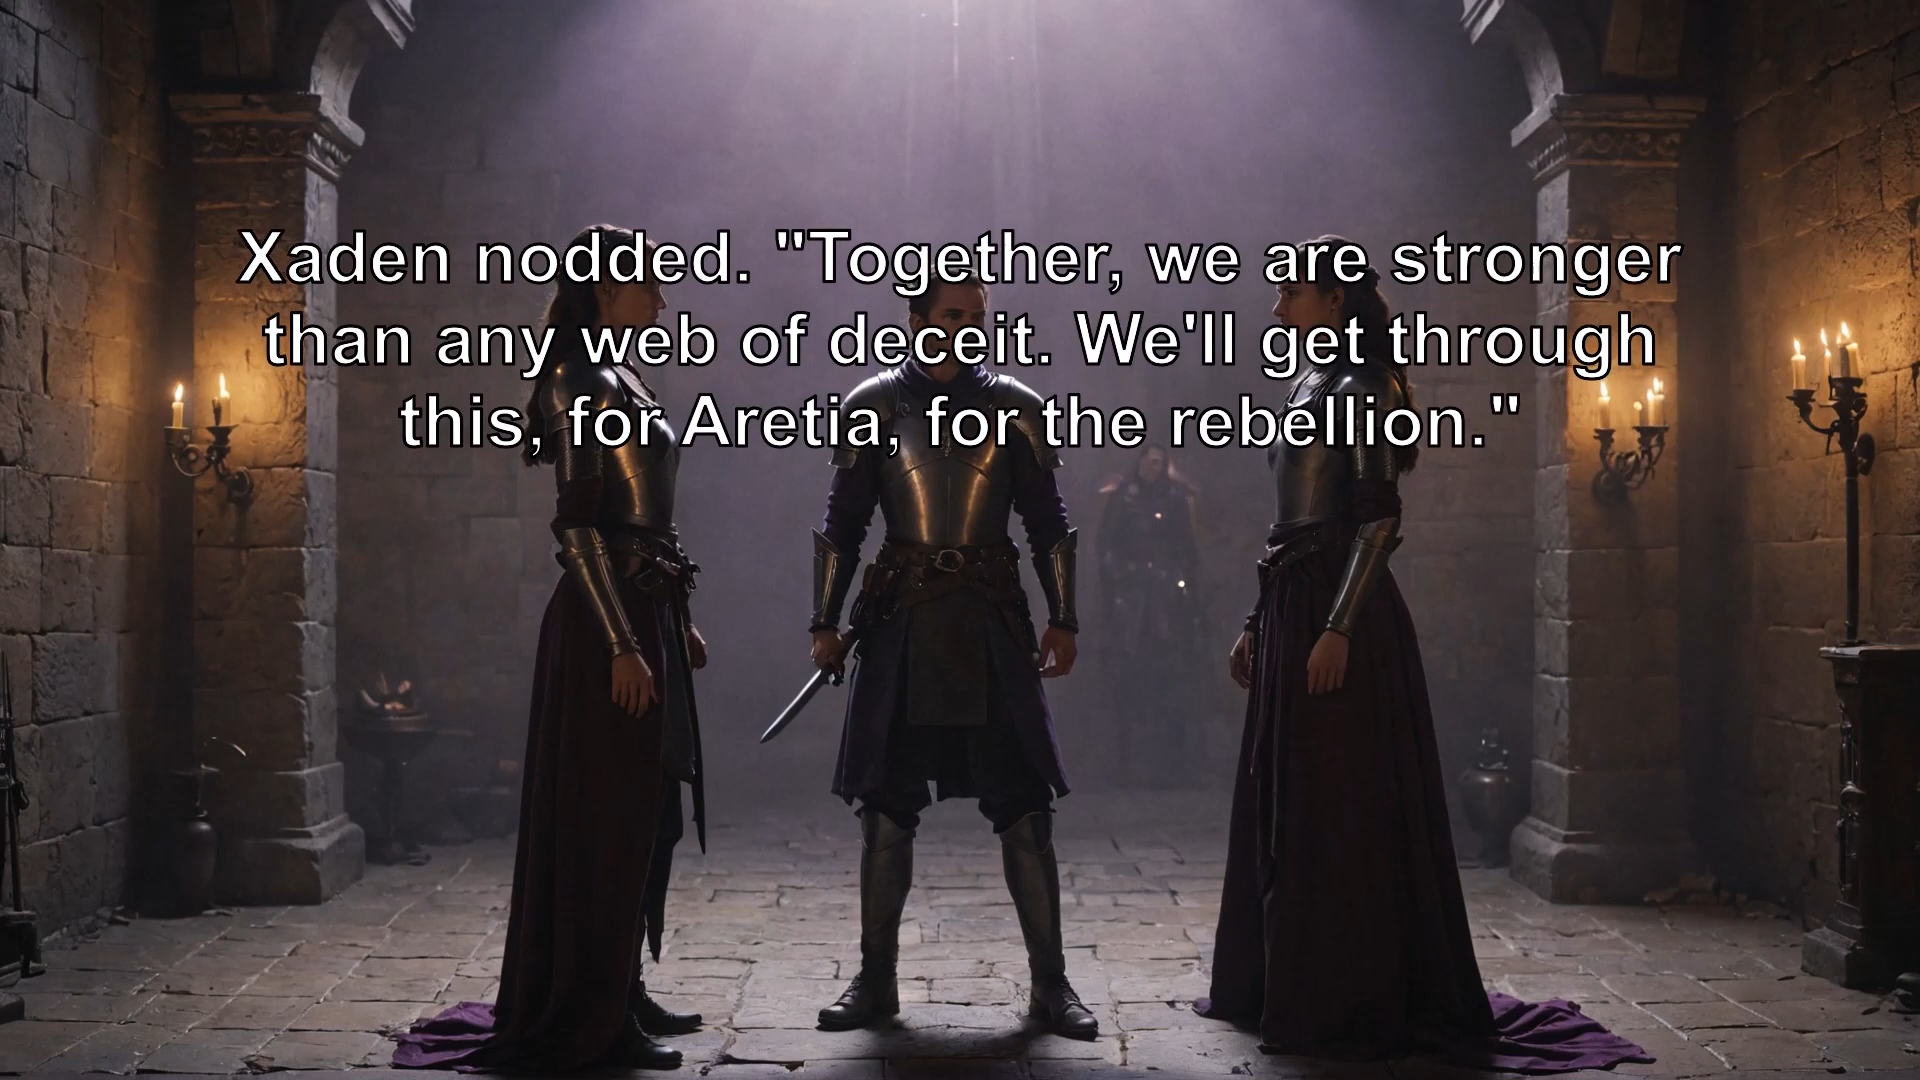 Xaden nodded. "Together, we are stronger
than any web of deceit. We'll get through
this, for Aretia, for the rebellion."